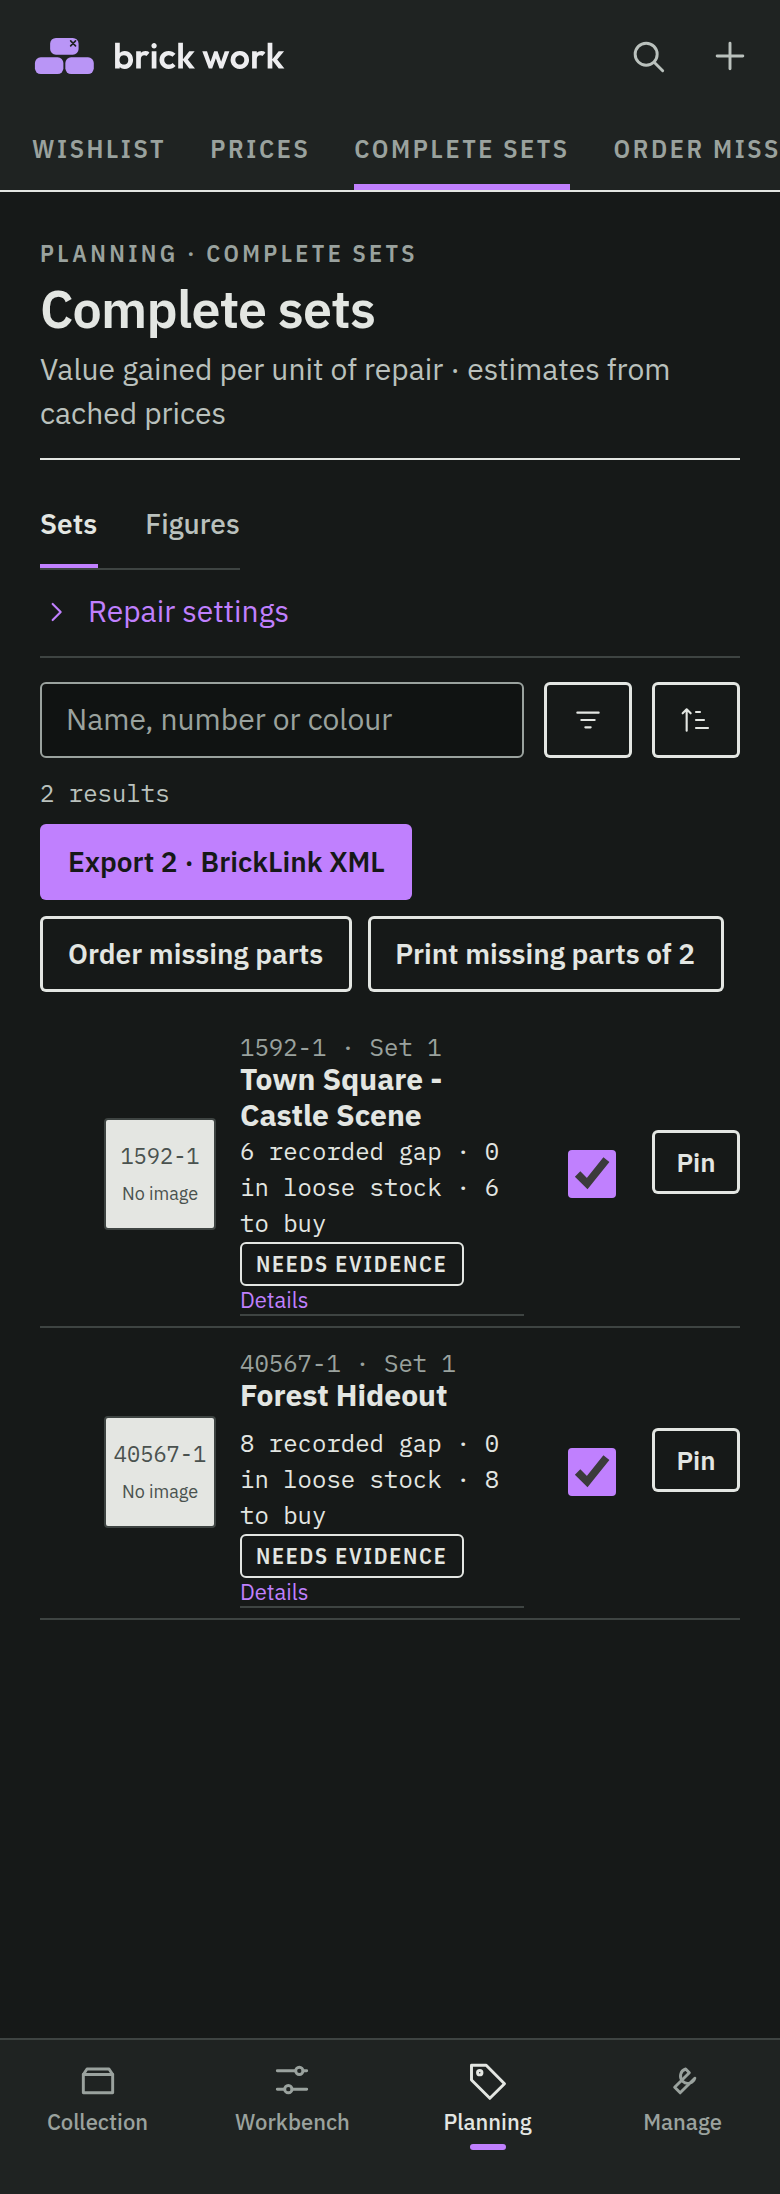 brick work
WISHLIST PRICES COMPLETE SETS ORDER MISS
PLANNING · COMPLETE SETS
Complete sets
Value gained per unit of repair · estimates from
cached prices
Sets Figures
Repair settings
Name, number or colour
2 results
Export 2 · BrickLink XML
Order missing parts Print missing parts of 2
1592-1 · Set 1
Town Square -
Castle Scene
1592-1
No image
6 recorded gap · 0
in loose stock · 6
to buy
NEEDS EVIDENCE
Details
Pin
40567-1 · Set 1
Forest Hideout
40567-1
No image
8 recorded gap · 0
in loose stock · 8
to buy
NEEDS EVIDENCE
Details
Pin
Collection Workbench Planning Manage